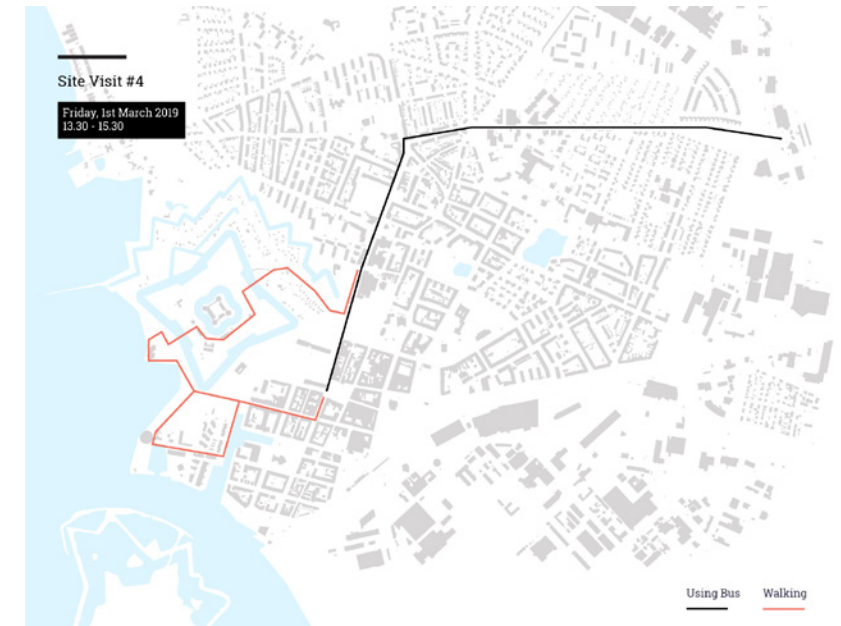 Site Visit #4
Friday, 1st March 2019
13.30 - 15.30
Using Bus
Walking